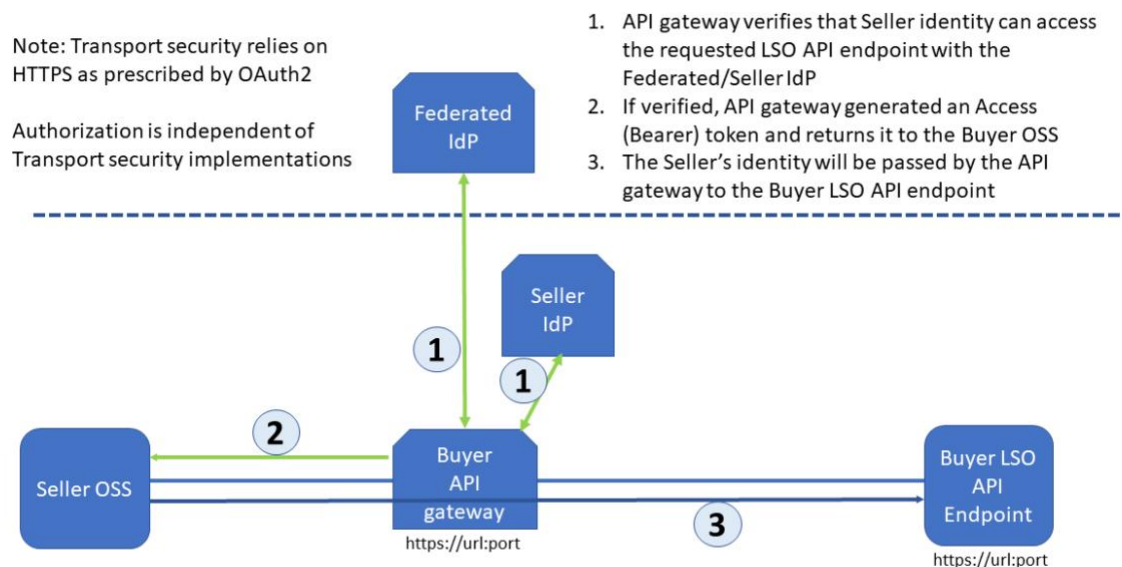 Note: Transport security relies on
HTTPS as prescribed by OAuth2
Authorization is independent of
Transport security implementations
1. API gateway verifies that Seller identity can access
the requested LSO API endpoint with the
Federated/Seller IdP
2. If verified, API gateway generated an Access
(Bearer) token and returns it to the Buyer OSS
3. The Seller's identity will be passed by the API
gateway to the Buyer LSO API endpoint
Federated
IdP
Seller
IdP
1
1
2
Seller OSS
Buyer
API
gateway
https://url:port
3
Buyer LSO
API
Endpoint
https://url:port